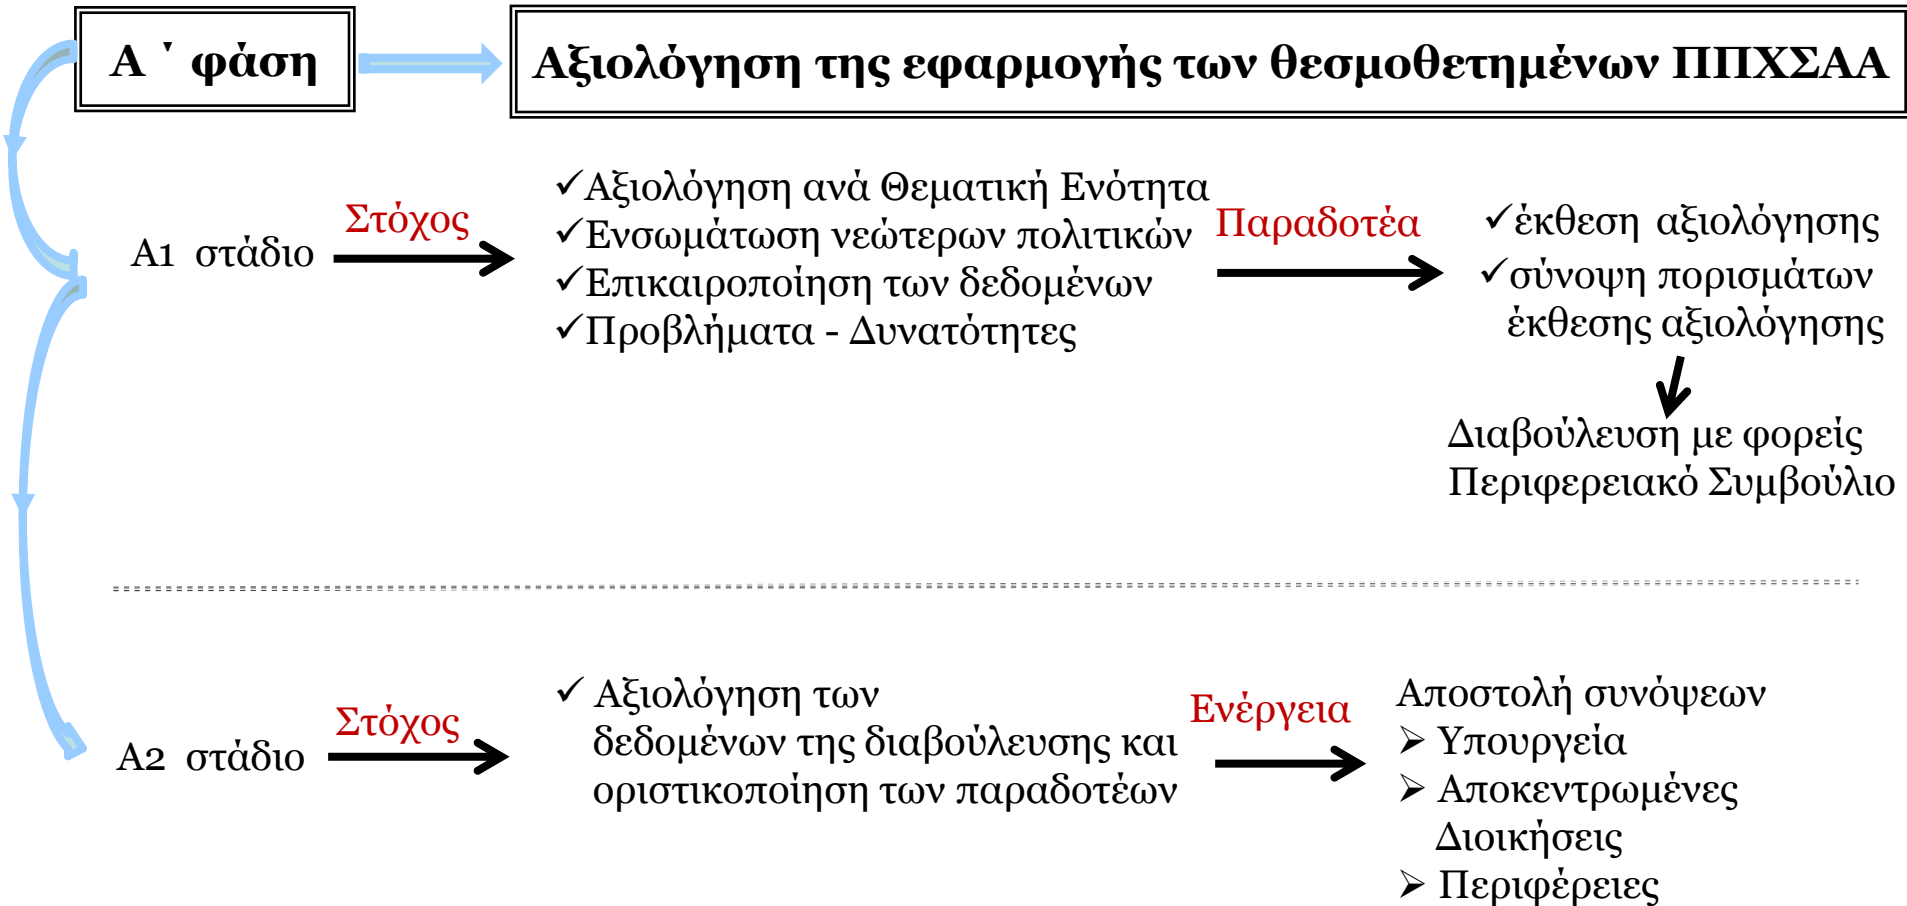 Α ΄ φάση
Αξιολόγηση της εφαρμογής των θεσμοθετημένων ΠΠΧΣΑΑ
Α1 στάδιο
Στόχος
✓Αξιολόγηση ανά Θεματική Ενότητα
✓Ενσωμάτωση νεώτερων πολιτικών
✓Επικαιροποίηση των δεδομένων
✓Προβλήματα - Δυνατότητες
Παραδοτέα
✓έκθεση αξιολόγησης
✓σύνοψη πορισμάτων
έκθεσης αξιολόγησης
Διαβούλευση με φορείς
Περιφερειακό Συμβούλιο
Α2 στάδιο
Στόχος
✓ Αξιολόγηση των
δεδομένων της διαβούλευσης και
οριστικοποίηση των παραδοτέων
Ενέργεια
Αποστολή συνόψεων
➢ Υπουργεία
➢ Αποκεντρωμένες
Διοικήσεις
➢ Περιφέρειες